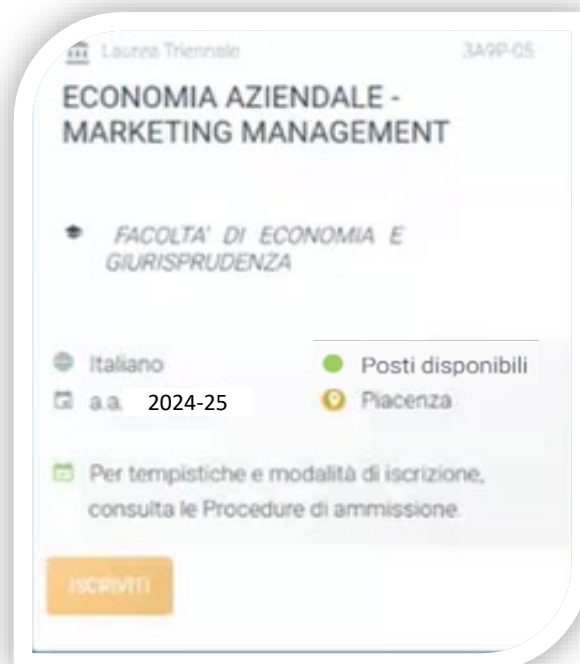 Laurea Triennale 3A9P-05
ECONOMIA AZIENDALE -
MARKETING MANAGEMENT
FACOLTA' DI ECONOMIA E
GIURISPRUDENZA
Italiano Posti disponibili
a.a. 2024-25 Piacenza
Per tempistiche e modalità di iscrizione,
consulta le Procedure di ammissione.
ISCRIVITI